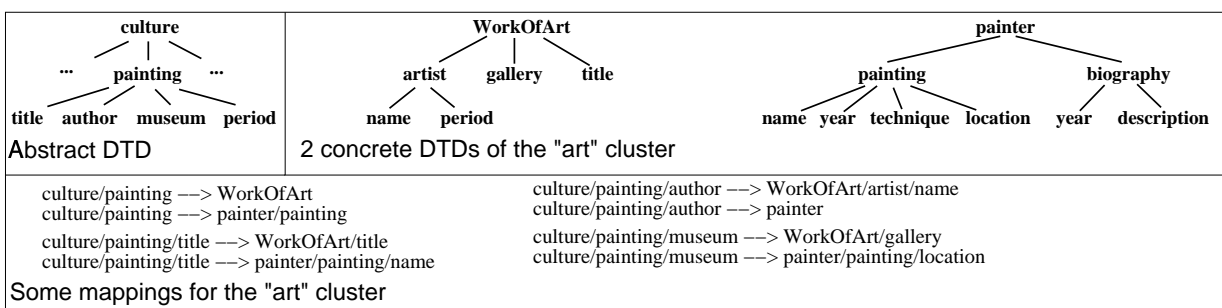 culture
... painting ...
title author museum period
Abstract DTD
WorkOfArt
artist gallery title
name period
painter
painting biography
name year technique location year description
2 concrete DTDs of the "art" cluster
culture/painting −−> WorkOfArt
culture/painting −−> painter/painting
culture/painting/title −−> WorkOfArt/title
culture/painting/title −−> painter/painting/name
culture/painting/author −−> WorkOfArt/artist/name
culture/painting/author −−> painter
culture/painting/museum −−> WorkOfArt/gallery
culture/painting/museum −−> painter/painting/location
Some mappings for the "art" cluster